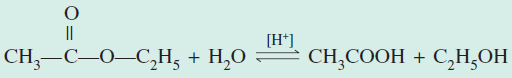 O
||
[H⁺]
CH₃—C—O—C₂H₅ + H₂O ⇌ CH₃COOH + C₂H₅OH